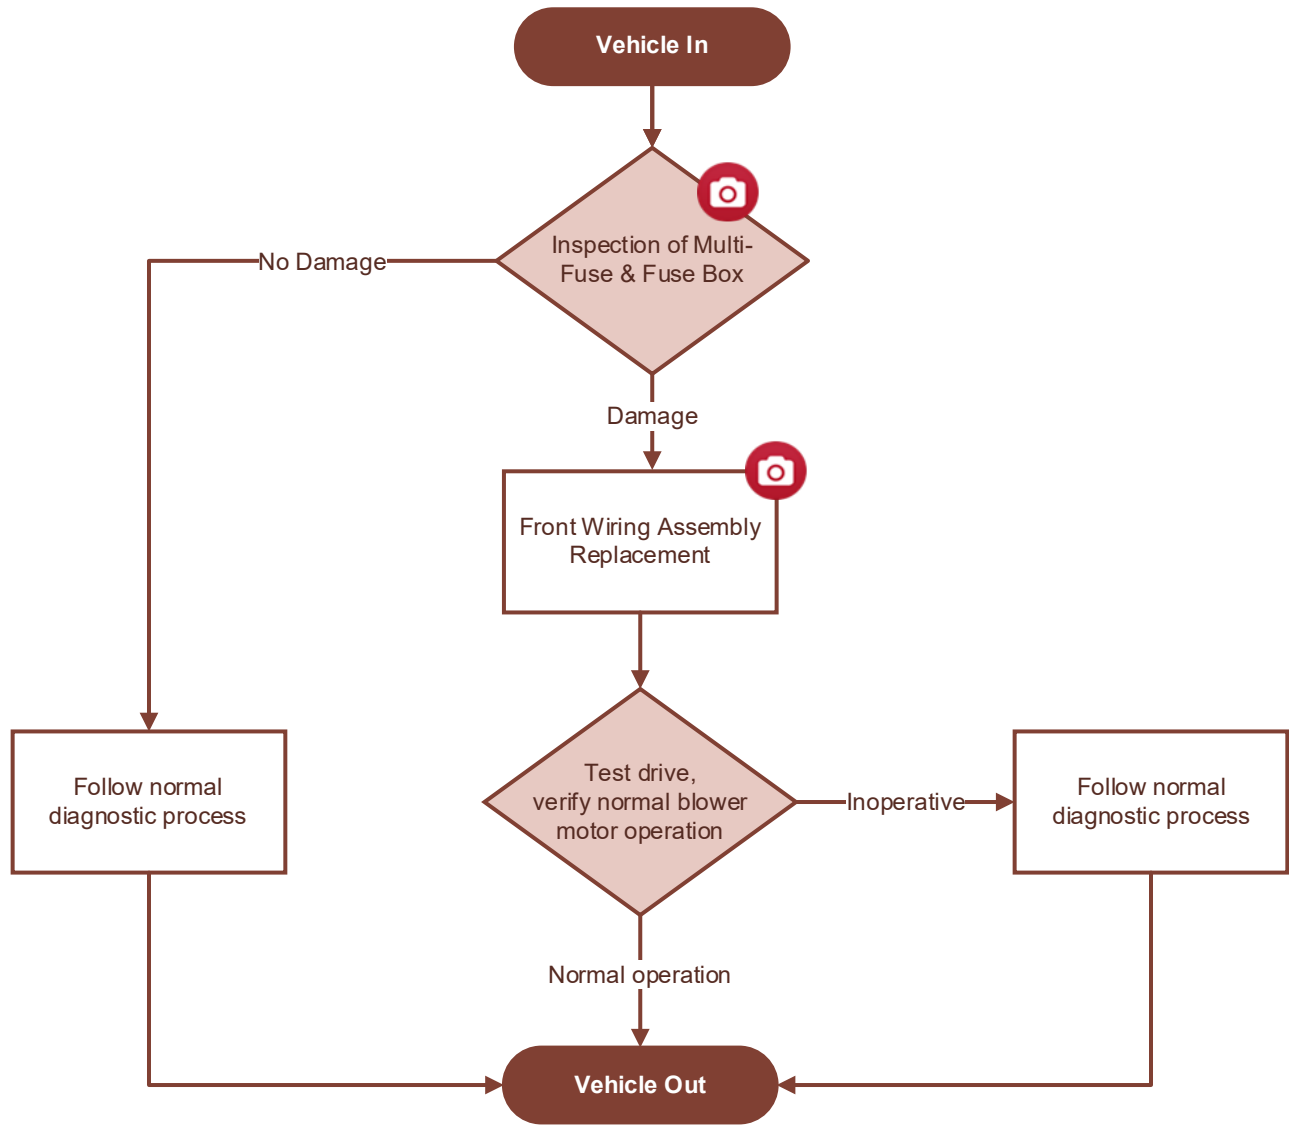 Vehicle In
Inspection of Multi-
Fuse & Fuse Box
No Damage
Damage
Front Wiring Assembly
Replacement
Follow normal
diagnostic process
Test drive,
verify normal blower
motor operation
Inoperative
Follow normal
diagnostic process
Normal operation
Vehicle Out